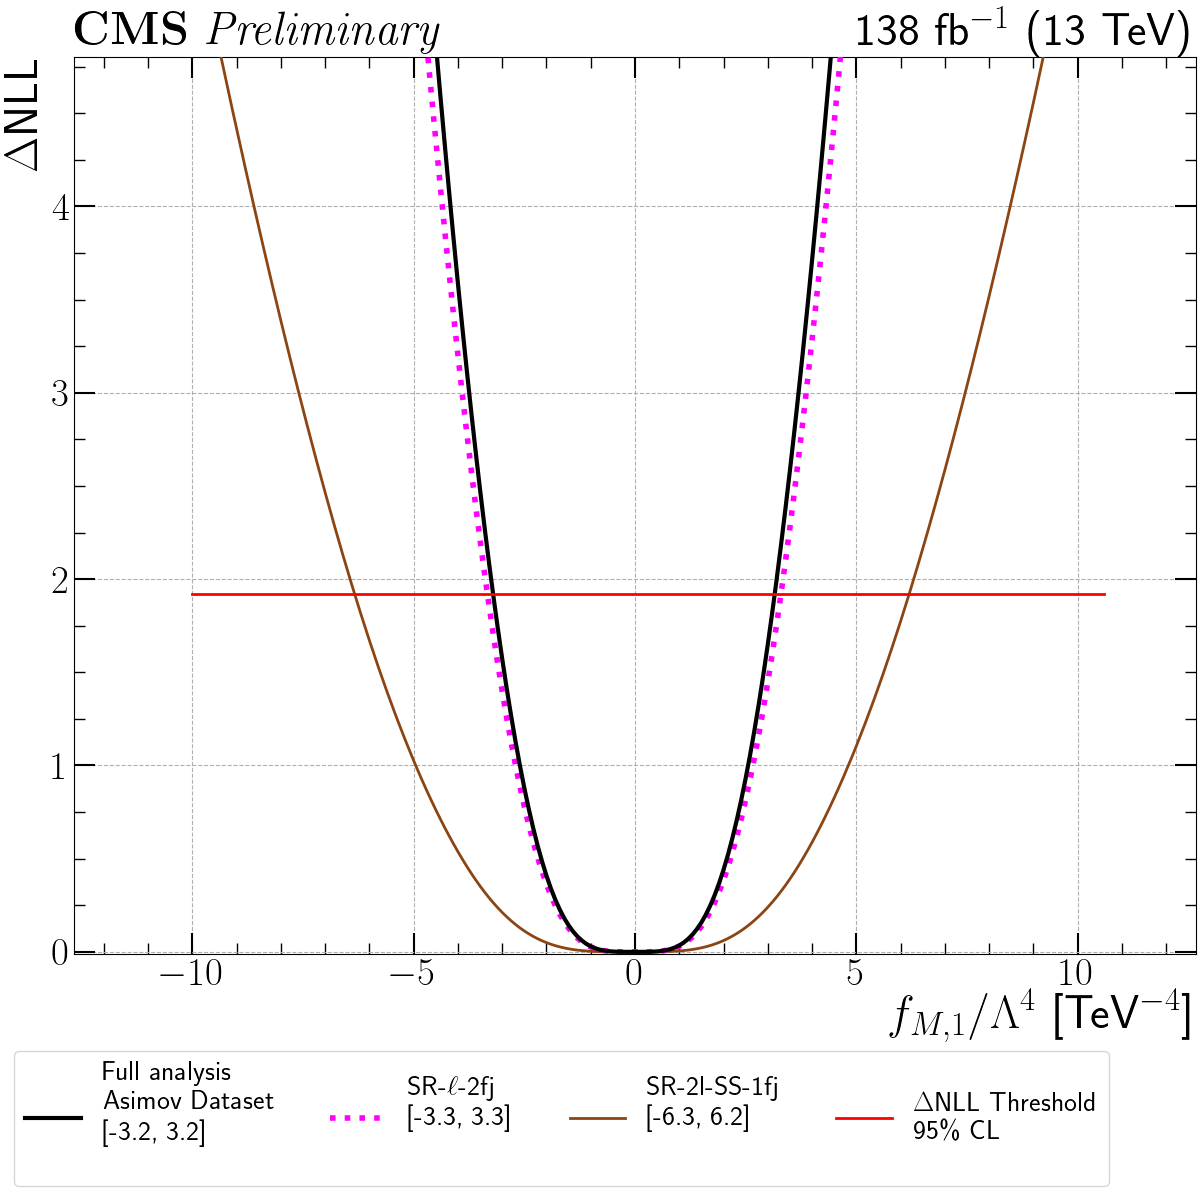 CMS Preliminary 138 fb⁻¹ (13 TeV)
ΔNLL
4
3
2
1
0
−10 −5 0 5 10
f_{M,1}/Λ⁴ [TeV⁻⁴]
Full analysis
Asimov Dataset
[-3.2, 3.2]
SR-ℓ-2fj
[-3.3, 3.3]
SR-2l-SS-1fj
[-6.3, 6.2]
ΔNLL Threshold
95% CL